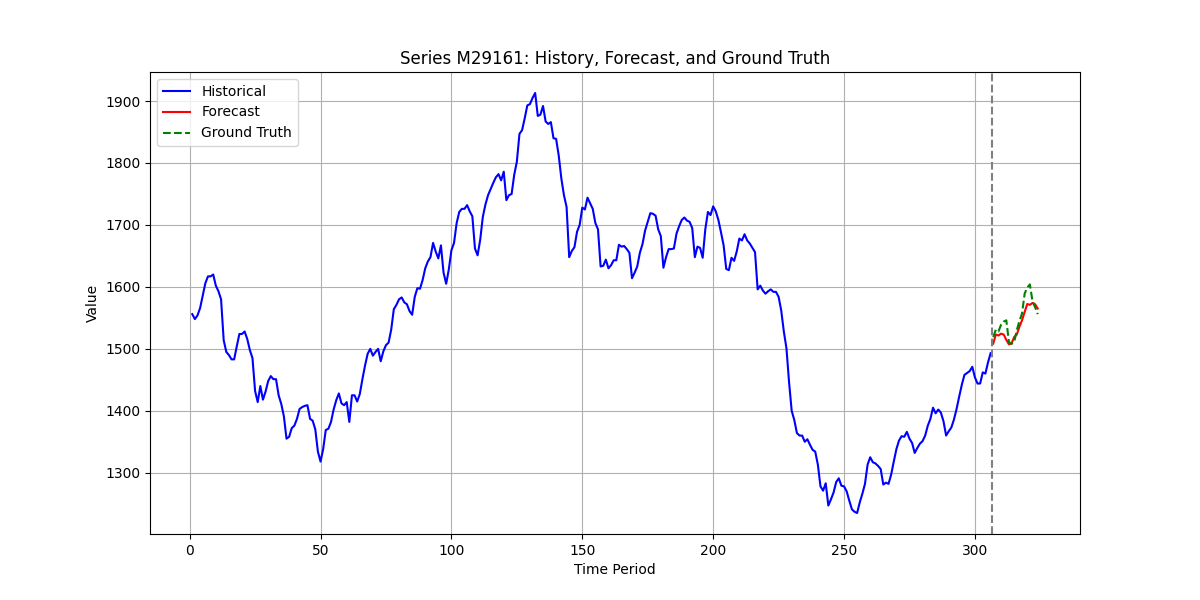 Series M29161: History, Forecast, and Ground Truth
Historical
Forecast
Ground Truth
1900
1800
1700
1600
1500
1400
1300
Value
0 50 100 150 200 250 300
Time Period